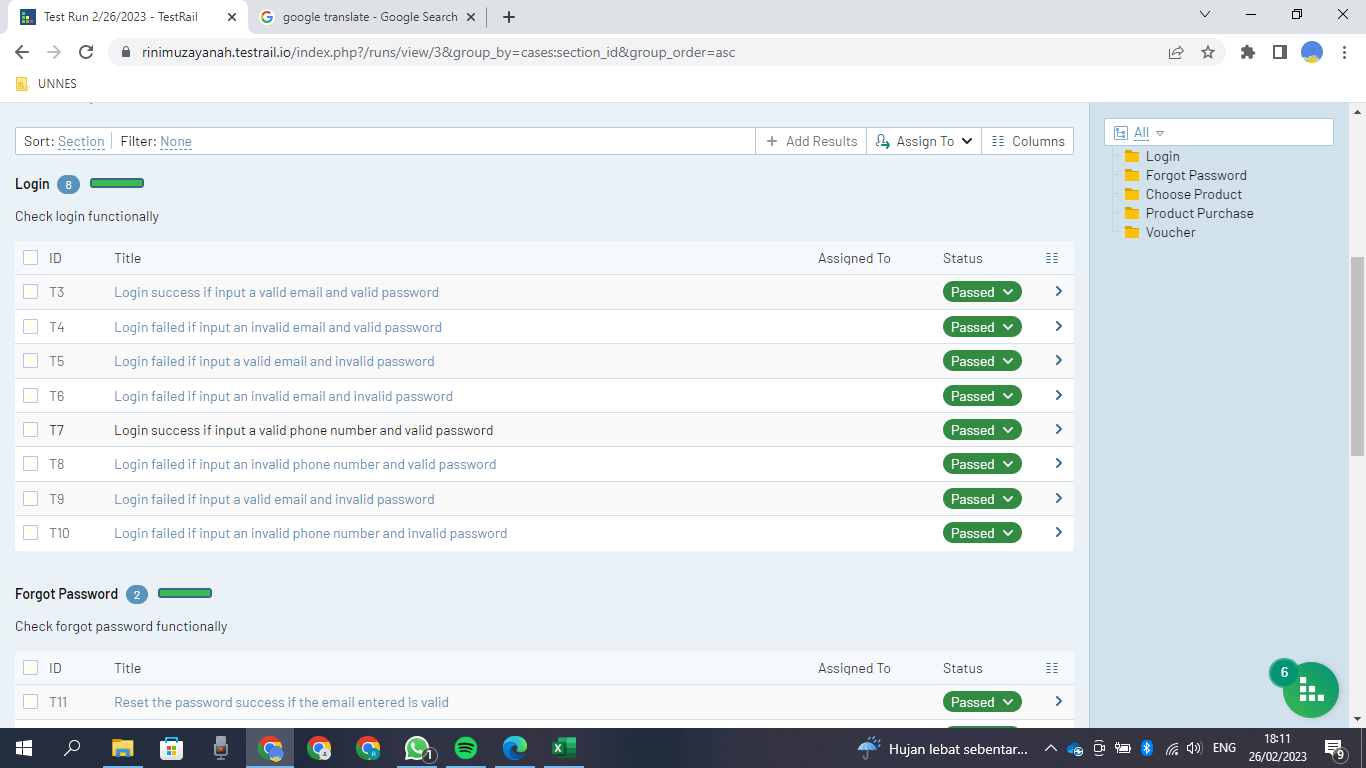 Test Run 2/26/2023 - TestRail
google translate - Google Search
rinimuzayanah.testrail.io/index.php?/runs/view/3&group_by=cases:section_id&group_order=asc
UNNES
Sort: Section Filter: None
Add Results
Assign To
Columns
All
Login
Forgot Password
Choose Product
Product Purchase
Voucher
Login 8
Check login functionally
ID Title Assigned To Status
T3 Login success if input a valid email and valid password Passed
T4 Login failed if input an invalid email and valid password Passed
T5 Login failed if input a valid email and invalid password Passed
T6 Login failed if input an invalid email and invalid password Passed
T7 Login success if input a valid phone number and valid password Passed
T8 Login failed if input an invalid phone number and valid password Passed
T9 Login failed if input a valid email and invalid password Passed
T10 Login failed if input an invalid phone number and invalid password Passed
Forgot Password 2
Check forgot password functionally
ID Title Assigned To Status
T11 Reset the password success if the email entered is valid Passed
6
A
R
1
Hujan lebat sebentar...
ENG
18:11
26/02/2023
9